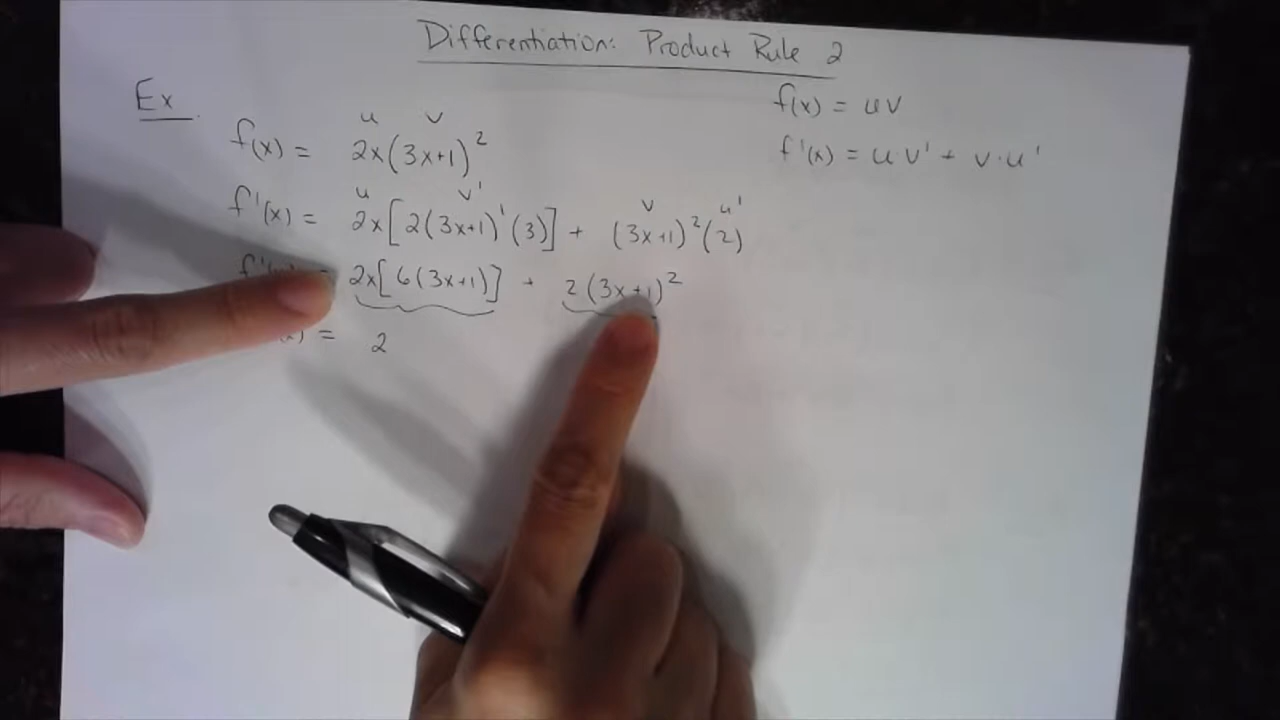 Differentiation: Product Rule 2
Ex
f(x) = uv
f'(x) = u·v' + v·u'
u v
f(x) = 2x(3x+1)²
u v' v u'
f'(x) = 2x[2(3x+1)¹(3)] + (3x+1)²(2)
2x[6(3x+1)] + 2(3x+1)²
= 2